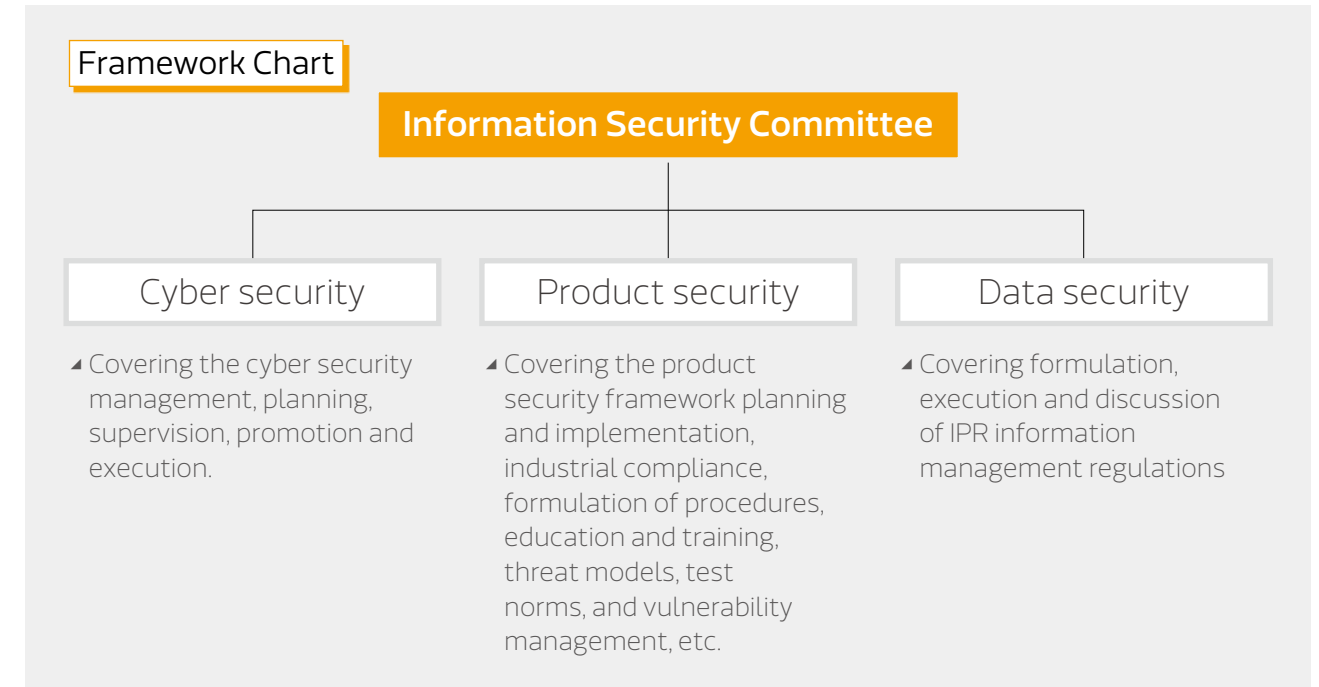 Framework Chart
Information Security Committee
Cyber security
Covering the cyber security
management, planning,
supervision, promotion and
execution.
Product security
Covering the product
security framework planning
and implementation,
industrial compliance,
formulation of procedures,
education and training,
threat models, test
norms, and vulnerability
management, etc.
Data security
Covering formulation,
execution and discussion
of IPR information
management regulations